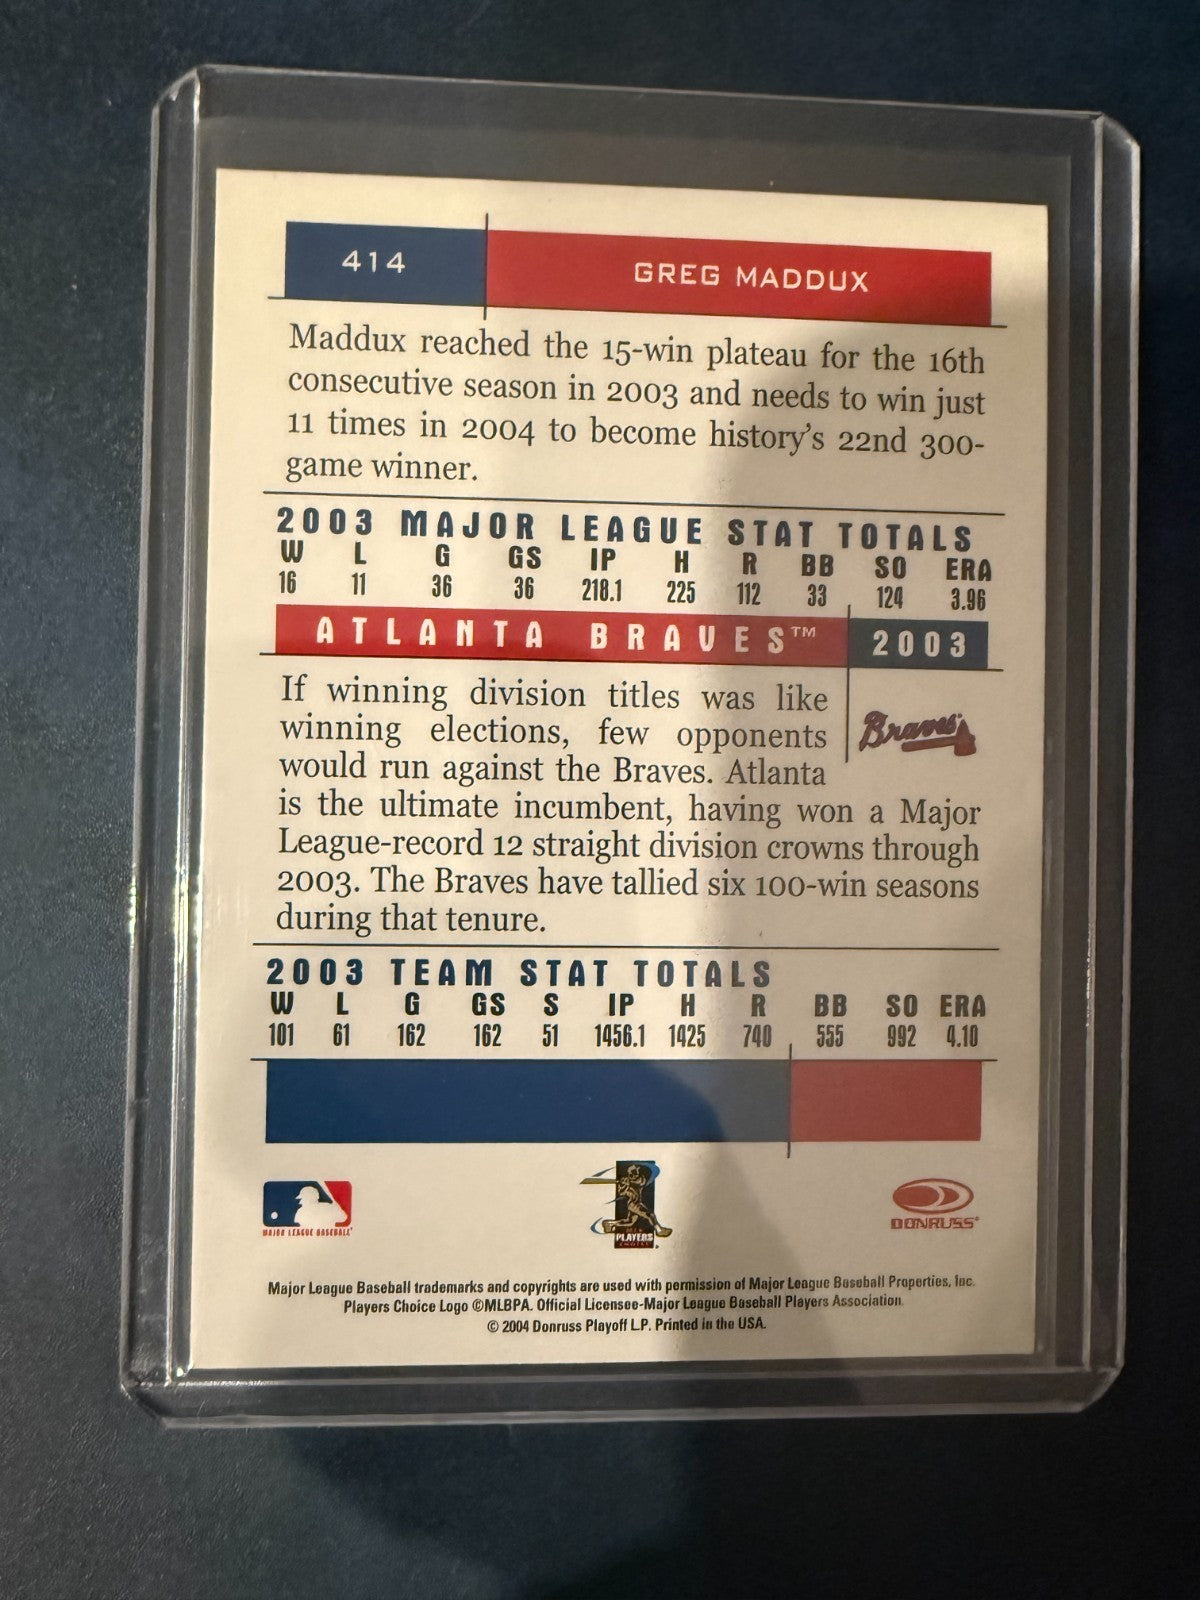 414
GREG MADDUX
Maddux reached the 15-win plateau for the 16th
consecutive season in 2003 and needs to win just
11 times in 2004 to become history's 22nd 300-
game winner.
2003 MAJOR LEAGUE STAT TOTALS
W L G GS IP H R BB SO ERA
16 11 36 36 218.1 225 112 33 124 3.96
ATLANTA BRAVES™ 2003
If winning division titles was like
winning elections, few opponents
would run against the Braves. Atlanta
is the ultimate incumbent, having won a Major
League-record 12 straight division crowns through
2003. The Braves have tallied six 100-win seasons
during that tenure.
Braves
2003 TEAM STAT TOTALS
W L G GS S IP H R BB SO ERA
101 61 162 162 51 1456.1 1425 740 555 992 4.10
MAJOR LEAGUE BASEBALL
PLAYERS
CHOICE
DONRUSS
Major League Baseball trademarks and copyrights are used with permission of Major League Baseball Properties, Inc.
Players Choice Logo ©MLBPA. Official Licensee-Major League Baseball Players Association.
© 2004 Donruss Playoff L.P. Printed in the USA.